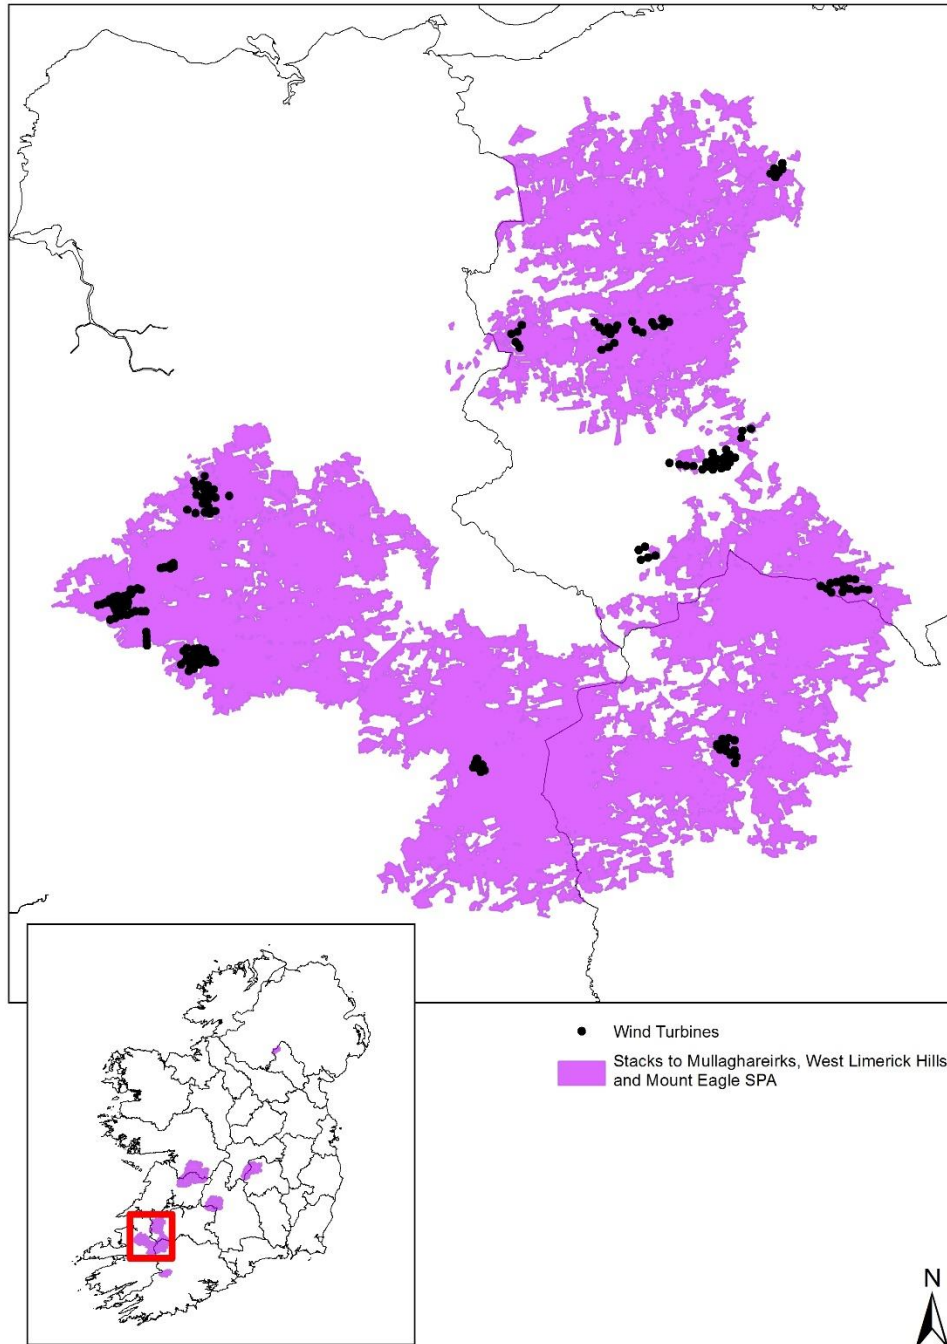 Wind Turbines
Stacks to Mullaghareirks, West Limerick Hills
and Mount Eagle SPA
N